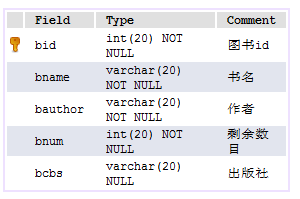 Field Type Comment
bid int(20) NOT NULL 图书id
bname varchar(20) NOT NULL 书名
bauthor varchar(20) NOT NULL 作者
bnum int(20) NOT NULL 剩余数目
bcbs varchar(20) NULL 出版社